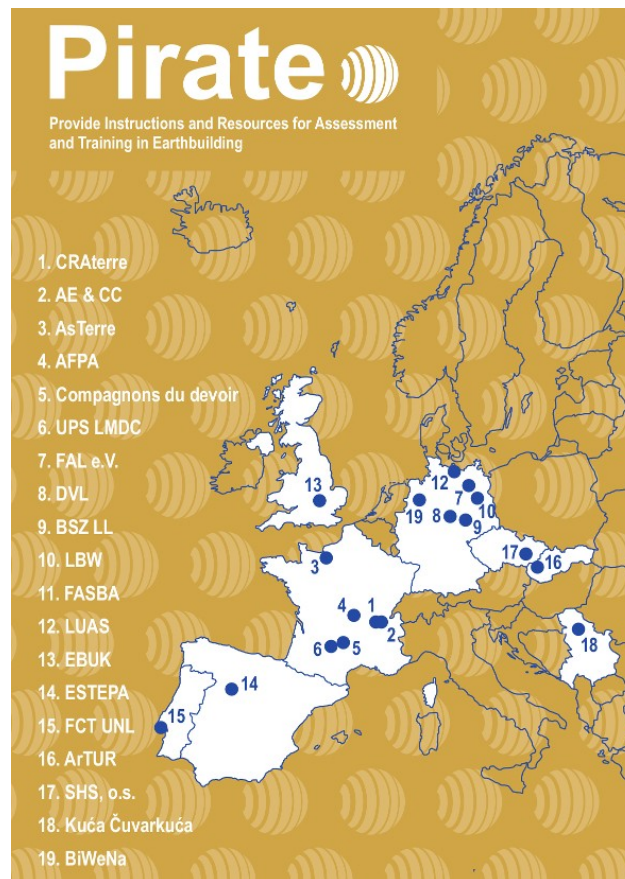 Pirate
Provide Instructions and Resources for Assessment
and Training in Earthbuilding
1. CRAterre
2. AE & CC
3. AsTerre
4. AFPA
5. Compagnons du devoir
6. UPS LMDC
7. FAL e.V.
8. DVL
9. BSZ LL
10. LBW
11. FASBA
12. LUAS
13. EBUK
14. ESTEPA
15. FCT UNL
16. ArTUR
17. SHS, o.s.
18. Kuća Čuvarkuća
19. BiWeNa
13
12
7
19
10
8
9
17
16
3
4
1
2
18
6
5
14
15